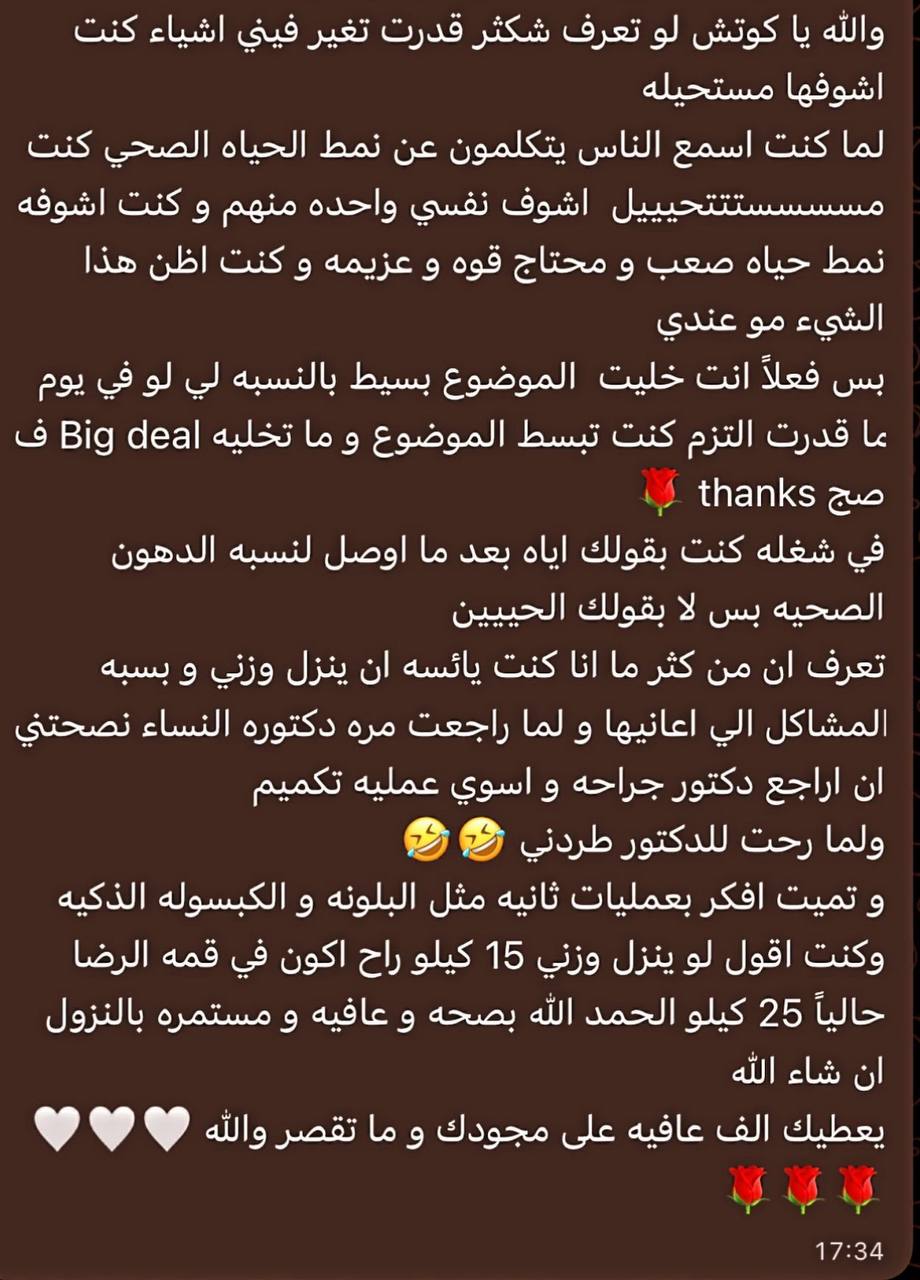 والله يا كوتش لو تعرف شكثر قدرت تغير فيني اشياء كنت
اشوفها مستحيله
لما كنت اسمع الناس يتكلمون عن نمط الحياه الصحي كنت
مسسسسستتتتحيييل اشوف نفسي واحده منهم و كنت اشوفه
نمط حياه صعب و محتاج قوه و عزيمه و كنت اظن هذا
الشيء مو عندي
بس فعلاً انت خليت الموضوع بسيط بالنسبه لي لو في يوم
ما قدرت التزم كنت تبسط الموضوع و ما تخليه Big deal ف
صج thanks 🌹
في شغله كنت بقولك اياه بعد ما اوصل لنسبه الدهون
الصحيه بس لا بقولك الحييين
تعرف ان من كثر ما انا كنت يائسه ان ينزل وزني و بسبه
المشاكل الي اعانيها و لما راجعت مره دكتوره النساء نصحتني
ان اراجع دكتور جراحه و اسوي عمليه تكميم
ولما رحت للدكتور طردني 🤣🤣
و تميت افكر بعمليات ثانيه مثل البلونه و الكبسوله الذكيه
وكنت اقول لو ينزل وزني 15 كيلو راح اكون في قمه الرضا
حالياً 25 كيلو الحمد الله بصحه و عافيه و مستمره بالنزول
ان شاء الله
يعطيك الف عافيه على مجودك و ما تقصر والله 🤍🤍🤍
🌹🌹🌹
17:34